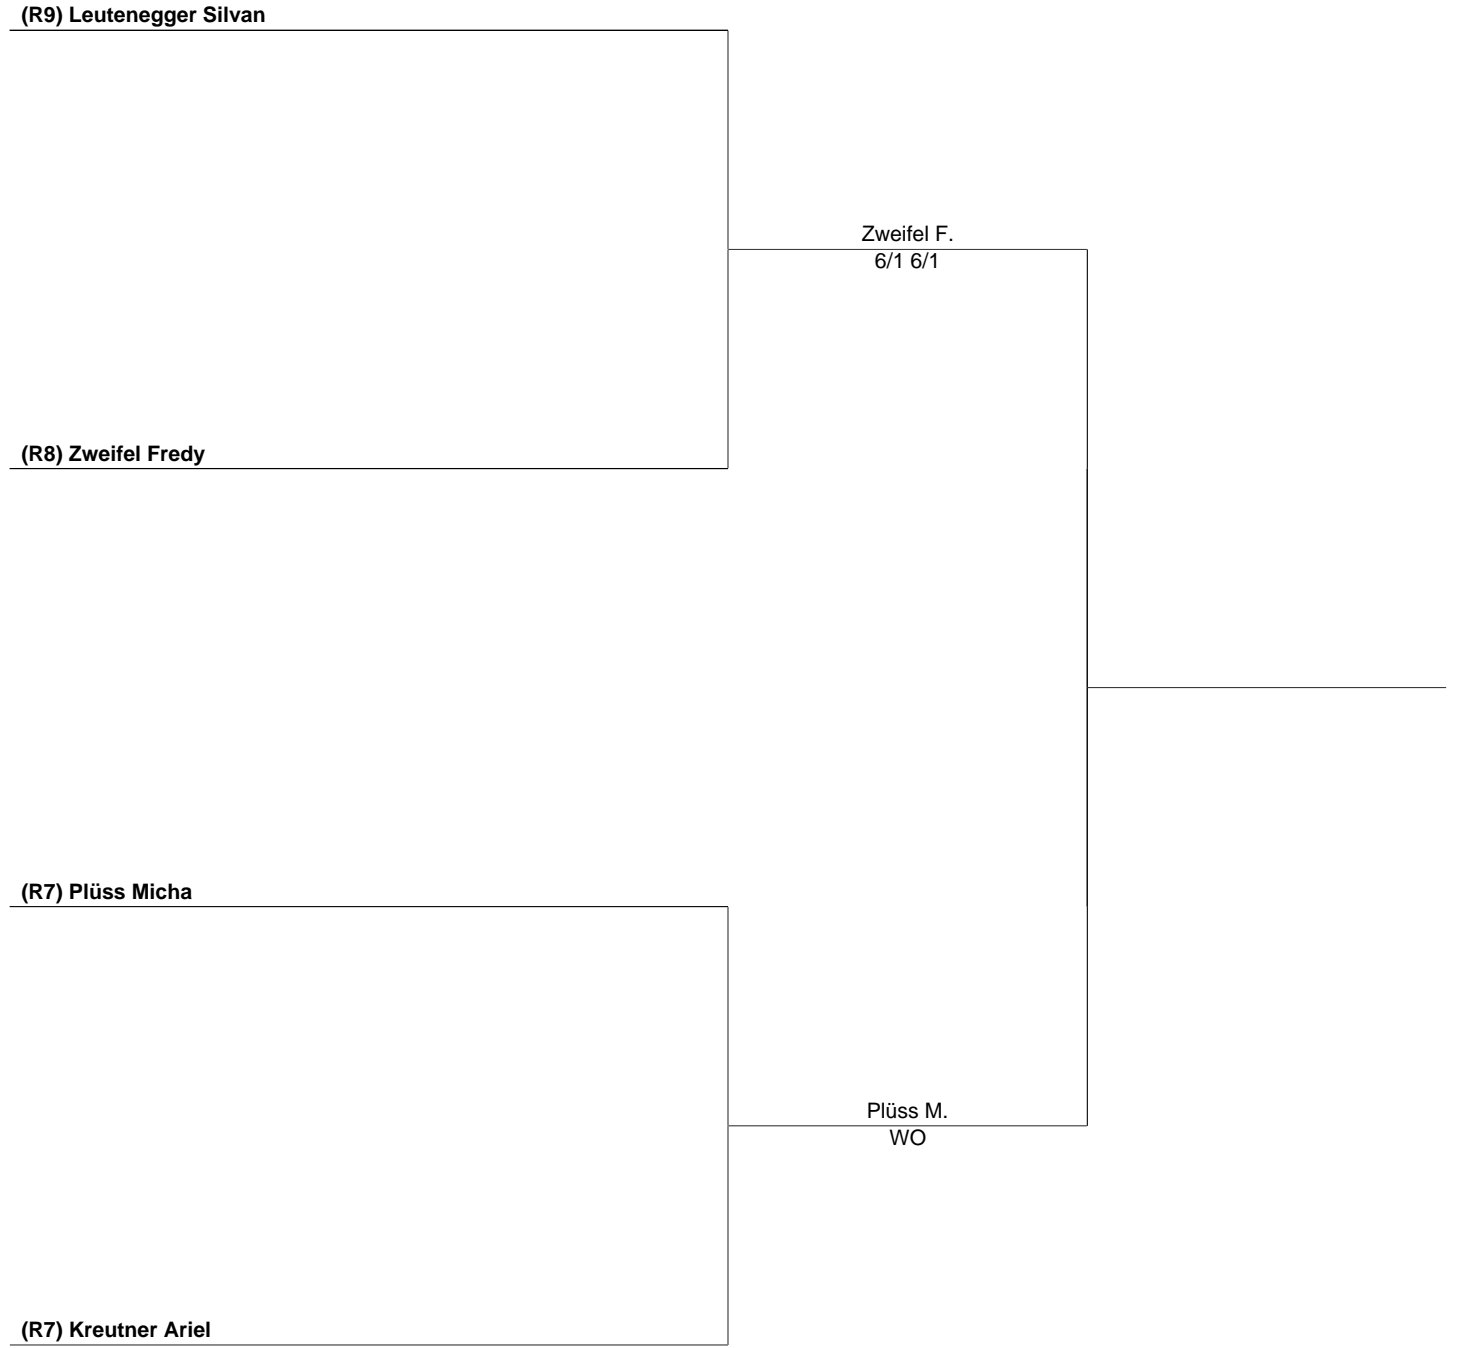 (R9) Leutenegger Silvan
Zweifel F.
6/1 6/1
(R8) Zweifel Fredy
(R7) Plüss Micha
Plüss M.
WO
(R7) Kreutner Ariel